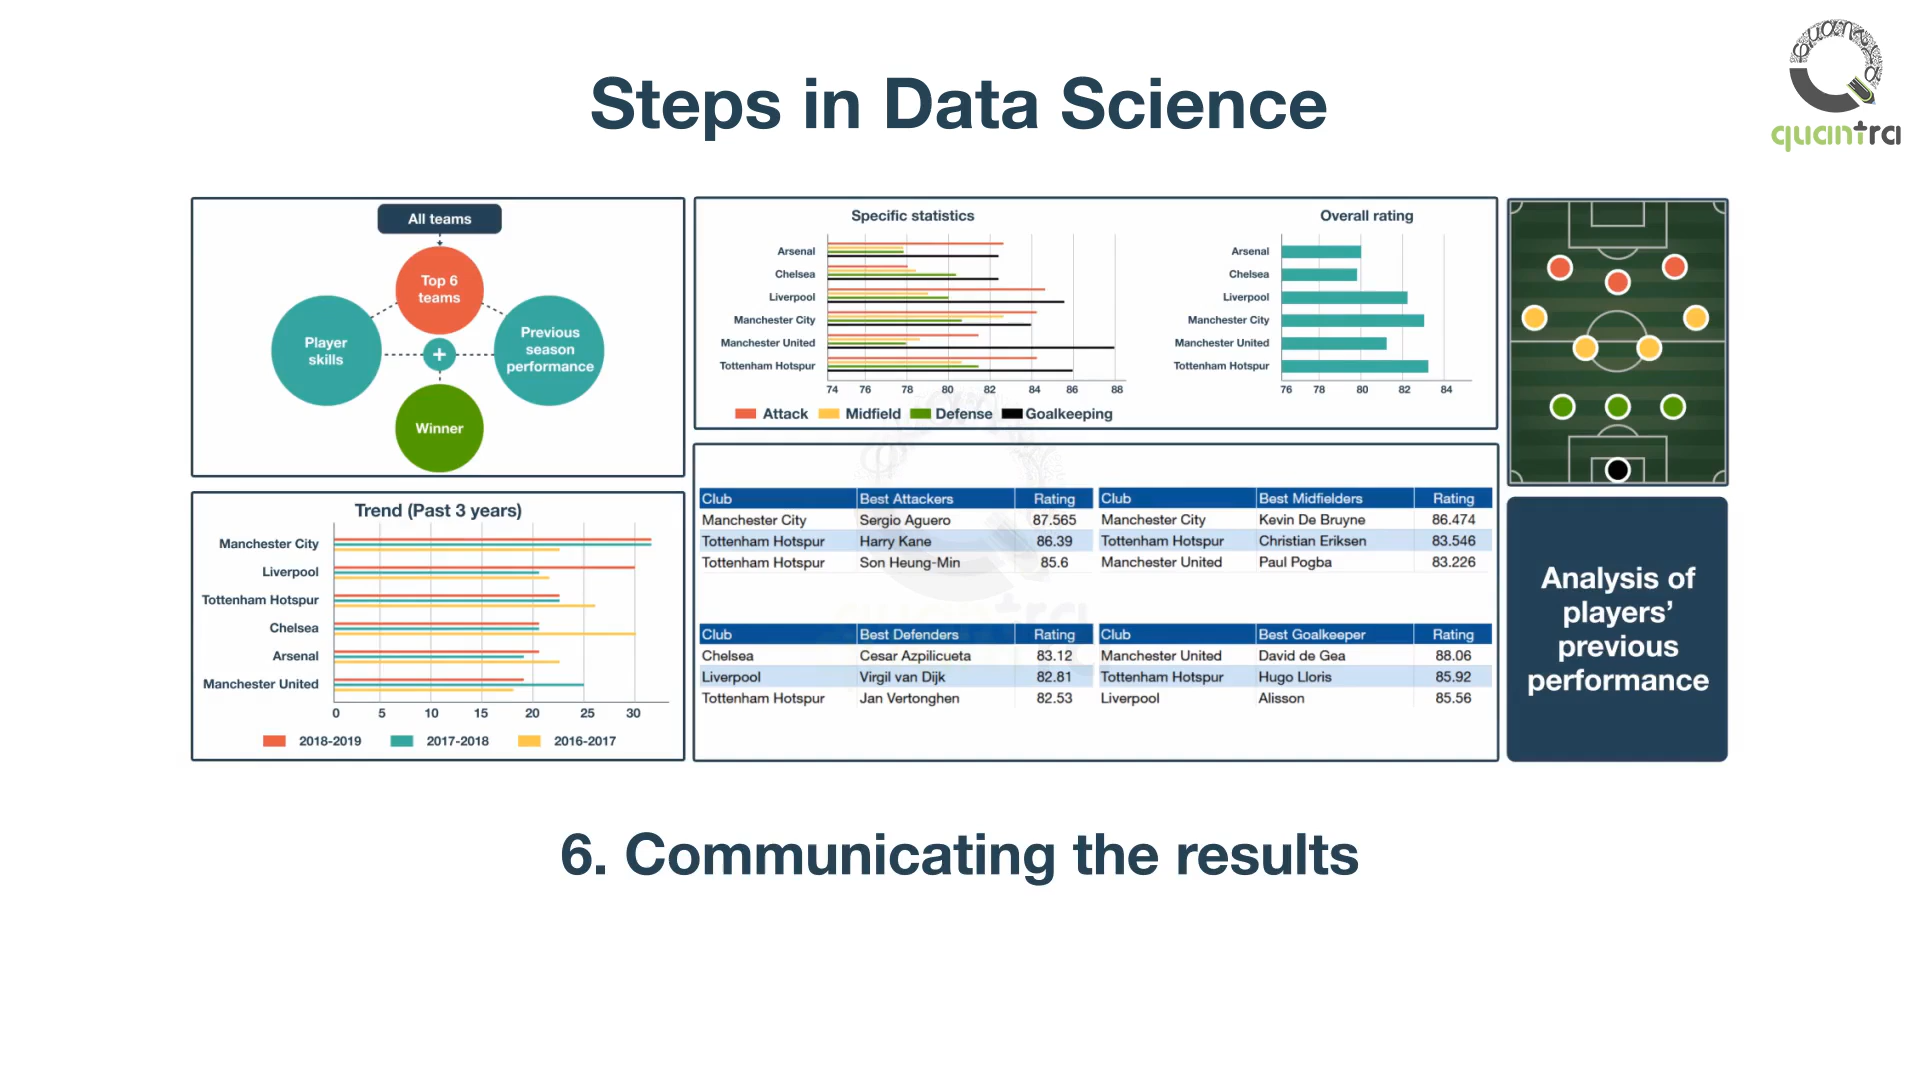 Steps in Data Science
quantra
All teams
Top 6
teams
Player
skills
+
Previous
season
performance
Winner
Specific statistics
Arsenal
Chelsea
Liverpool
Manchester City
Manchester United
Tottenham Hotspur
74 76 78 80 82 84 86 88
Attack Midfield Defense Goalkeeping
Overall rating
Arsenal
Chelsea
Liverpool
Manchester City
Manchester United
Tottenham Hotspur
76 78 80 82 84
Trend (Past 3 years)
Manchester City
Liverpool
Tottenham Hotspur
Chelsea
Arsenal
Manchester United
0 5 10 15 20 25 30
2018-2019 2017-2018 2016-2017
Club Best Attackers Rating
Manchester City Sergio Aguero 87.565
Tottenham Hotspur Harry Kane 86.39
Tottenham Hotspur Son Heung-Min 85.6
Club Best Midfielders Rating
Manchester City Kevin De Bruyne 86.474
Tottenham Hotspur Christian Eriksen 83.546
Manchester United Paul Pogba 83.226
Club Best Defenders Rating
Chelsea Cesar Azpilicueta 83.12
Liverpool Virgil van Dijk 82.81
Tottenham Hotspur Jan Vertonghen 82.53
Club Best Goalkeeper Rating
Manchester United David de Gea 88.06
Tottenham Hotspur Hugo Lloris 85.92
Liverpool Alisson 85.56
Analysis of
players’
previous
performance
6. Communicating the results